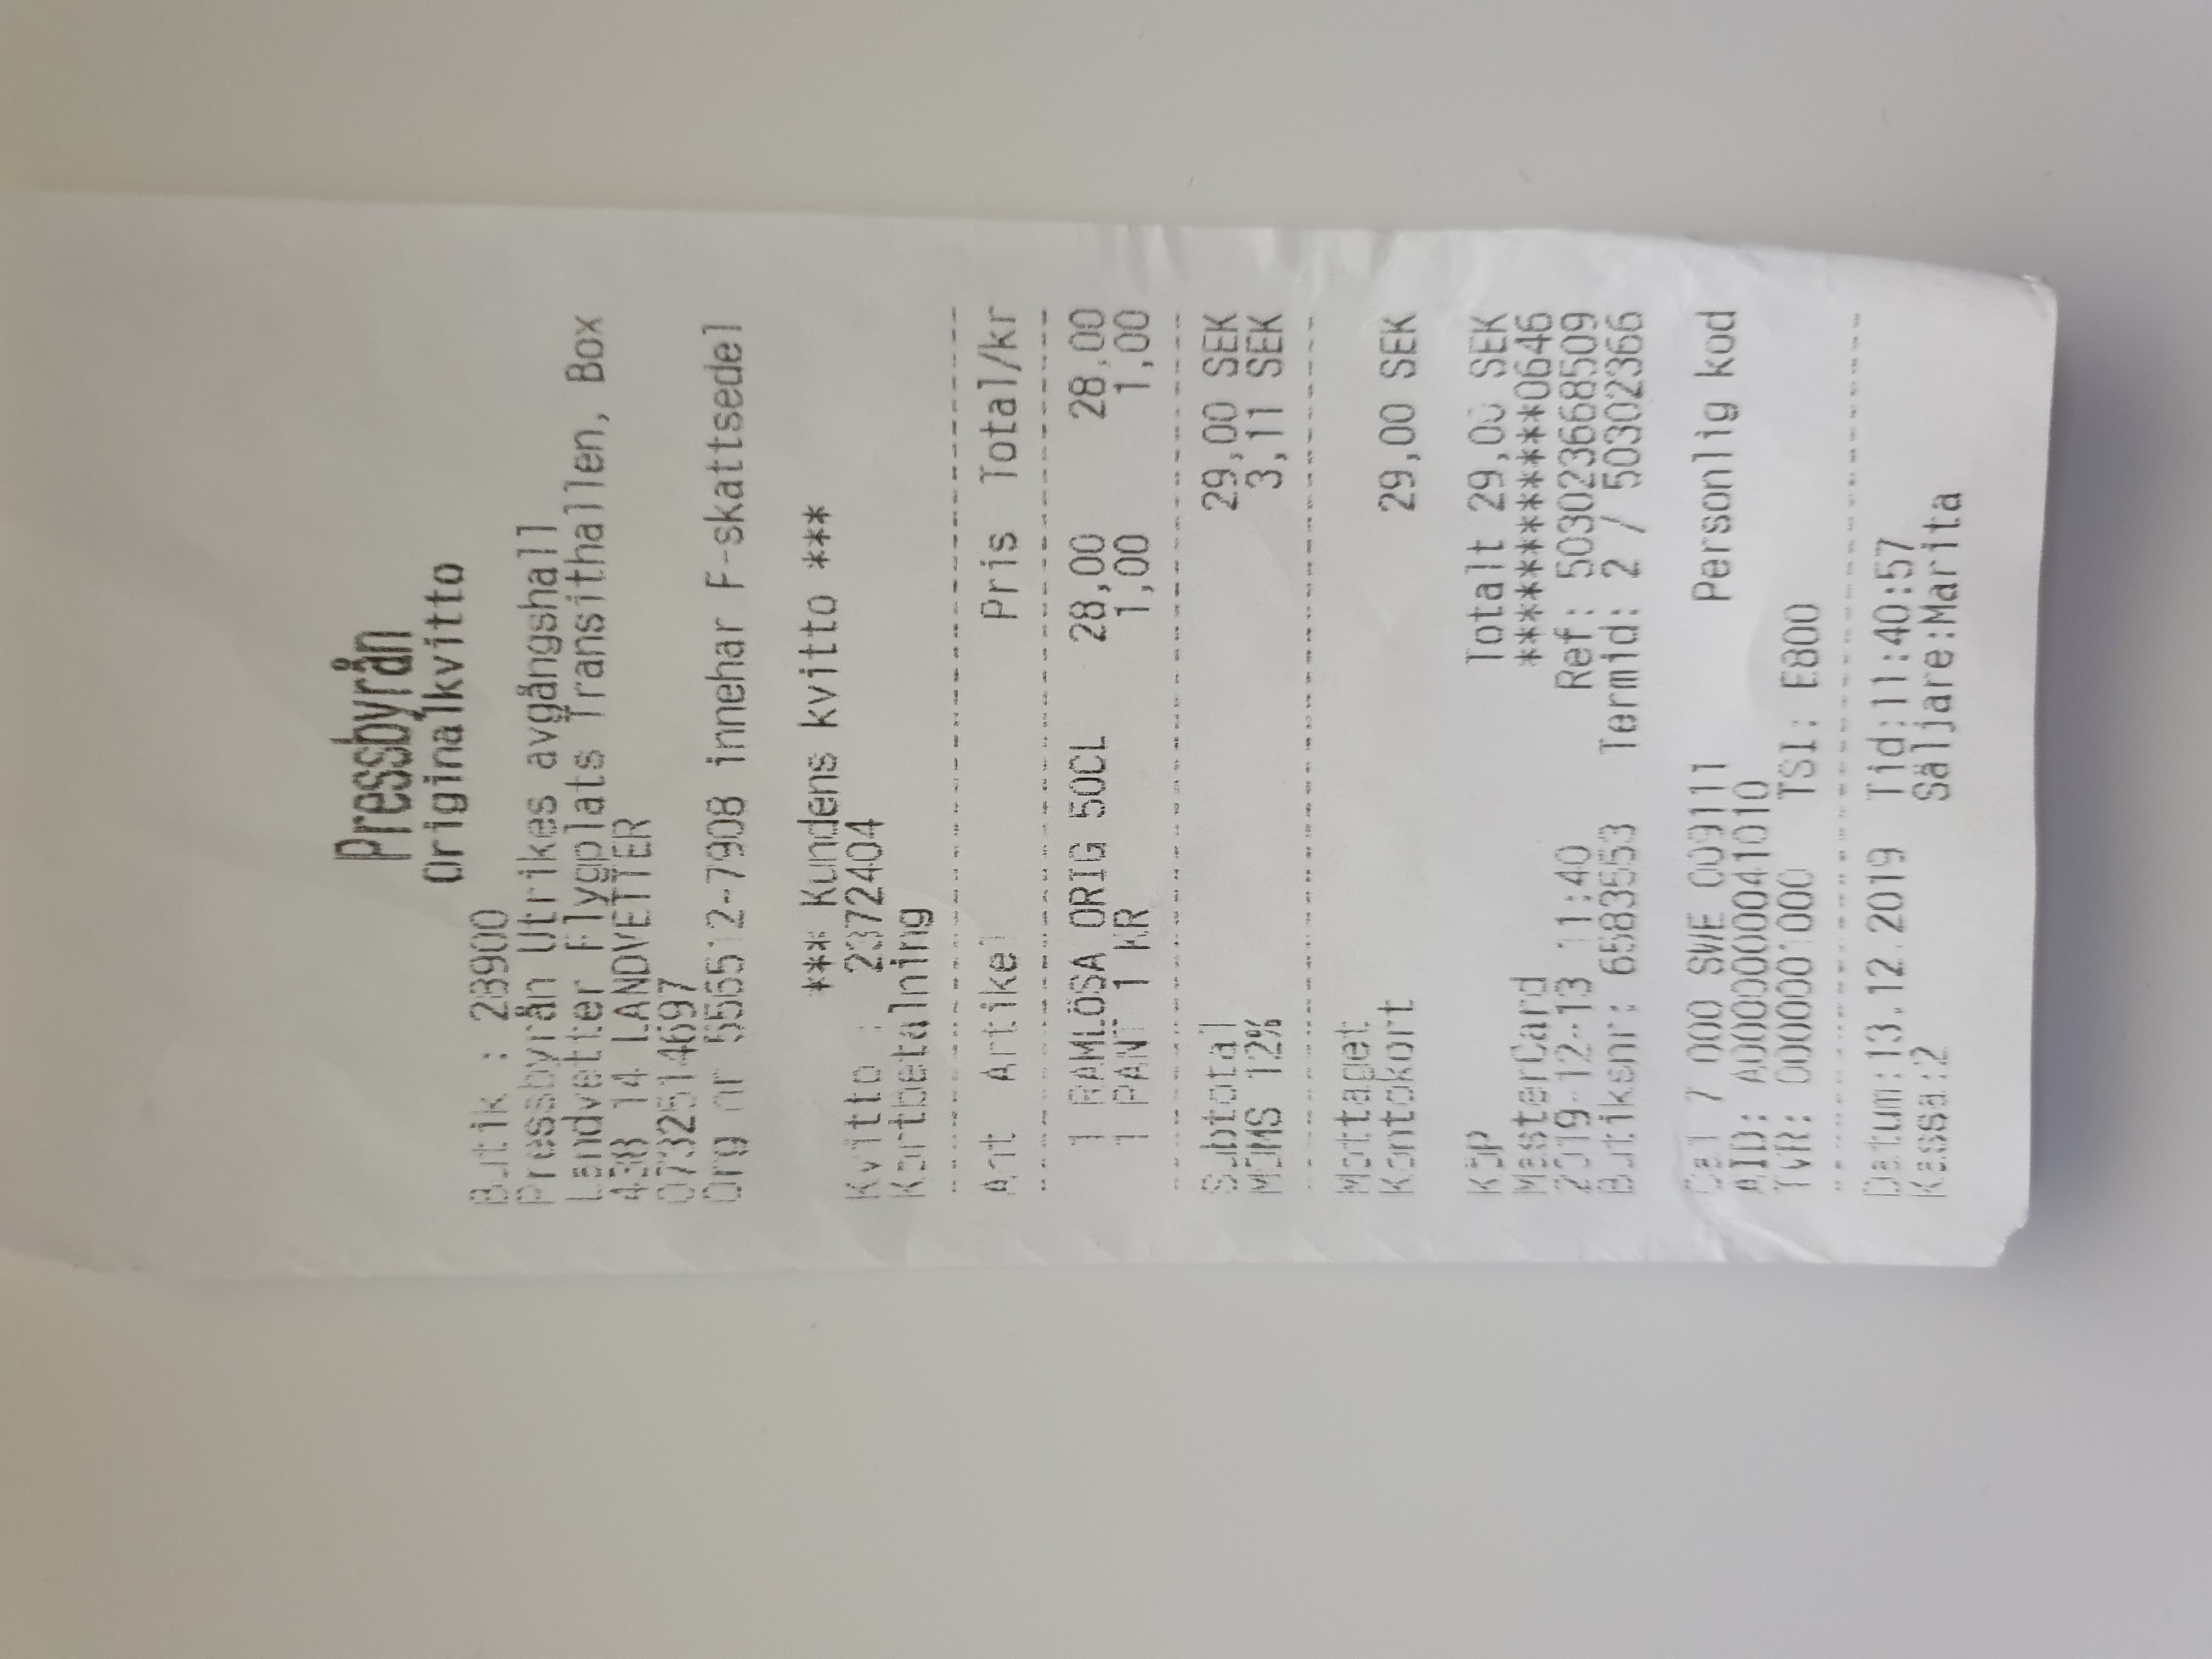 Pressbyrån
Originalkvitto
Butik : 28900
Pressbyrån Utrikes avgångshall
Landvetter Flygplats Transithallen, Box
438 14 LANDVETTER
0732514697
Org nr 556512-7908 innehar F-skattsedel
*** Kundens kvitto ***
Kvitto : 2372404
Kortbetalning
Ant Artikel Pris Total/kr
1 RAMLÖSA ORIG 50CL 28,00 28,00
1 PANT 1 KR 1,00 1,00
Subtotal 29,00 SEK
MOMS 12% 3,11 SEK
Mottaget
Kontokort 29,00 SEK
KÖP Totalt 29,00 SEK
MasterCard ************0646
2019-12-13 11:40 Ref: 503023668509
Butiksnr: 6583553 Termid: 2 / 50302366
Ca1 7 000 SWE 009111 Personlig kod
AID: A0000000041010
TVR: 0000001000 TSI: E800
Datum:13.12.2019 Tid:11:40:57
Kassa:2 Säljare:Marita